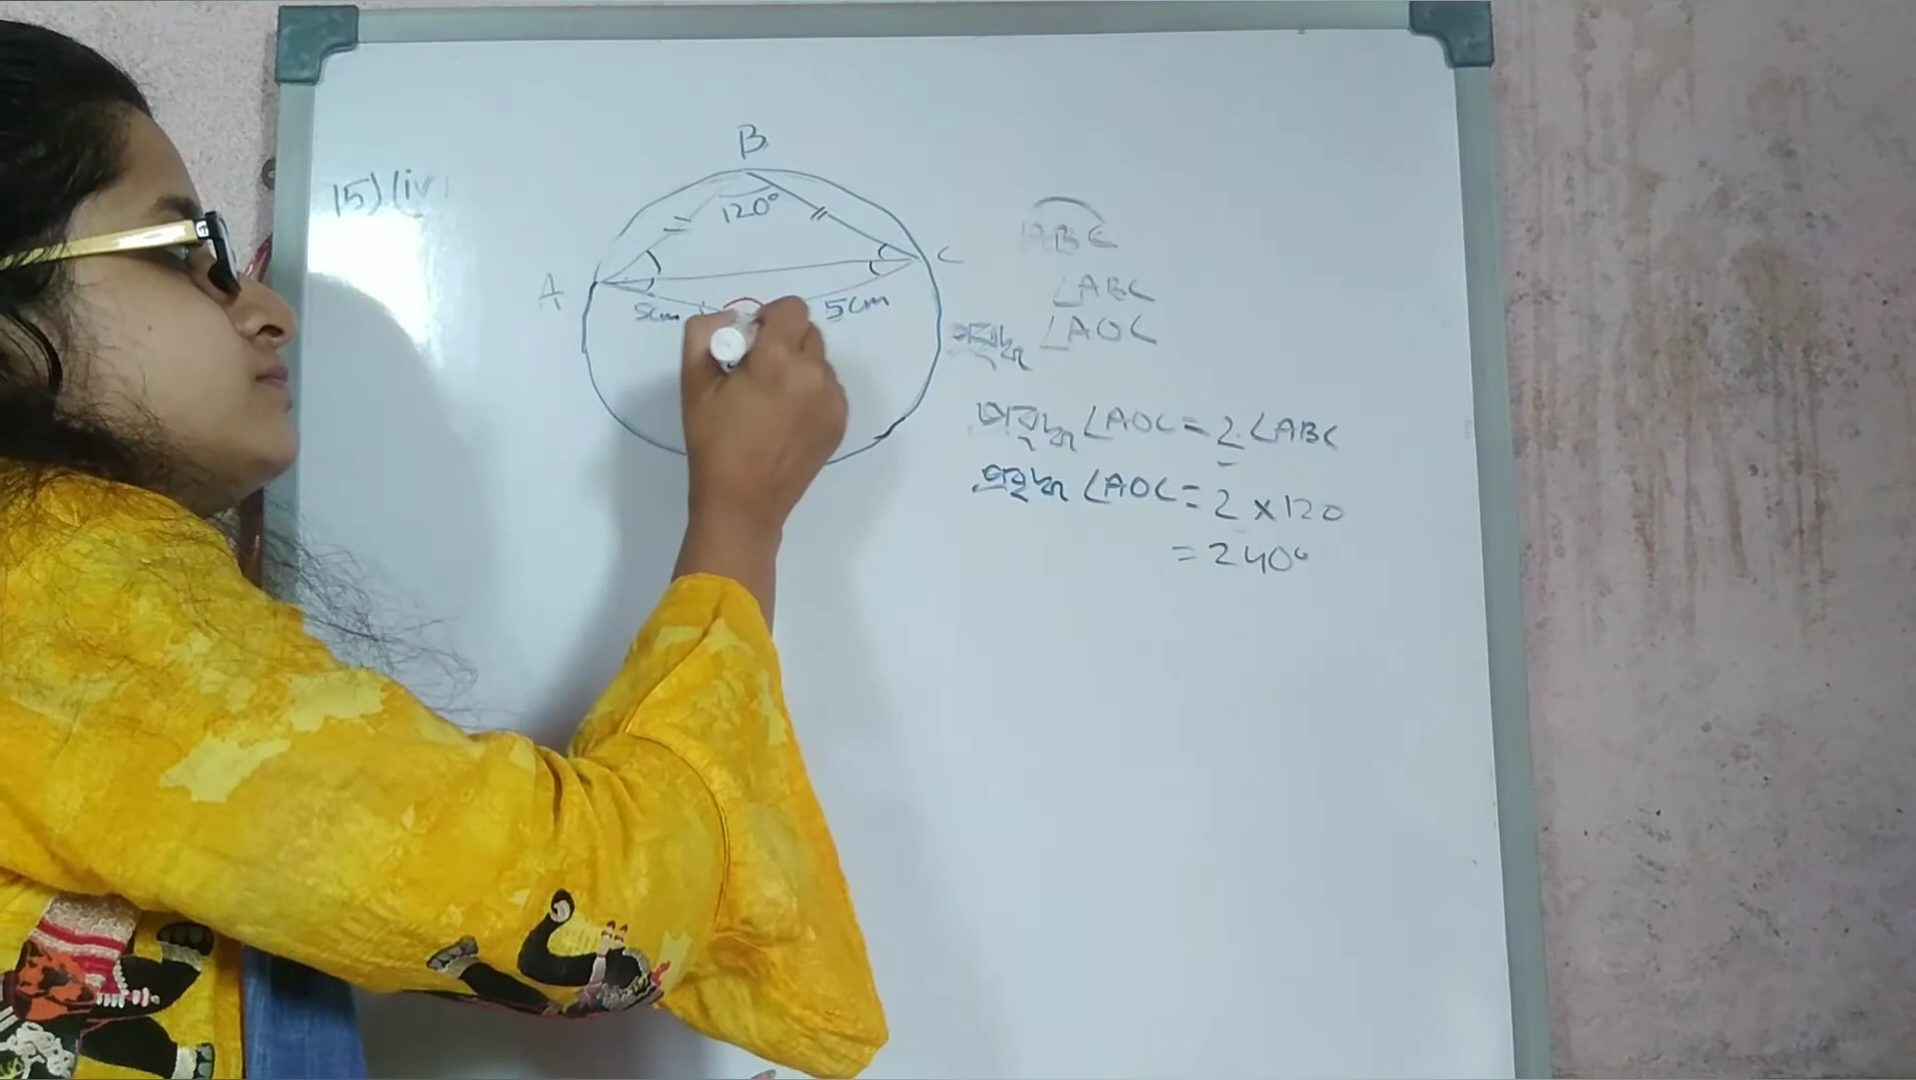 15) (iv)
B
120°
A
C
5cm
5cm
ABC
∠ABC
প্রবৃদ্ধ ∠AOC
প্রবৃদ্ধ ∠AOC = 2 ∠ABC
প্রবৃদ্ধ ∠AOC = 2 x 120
= 240°